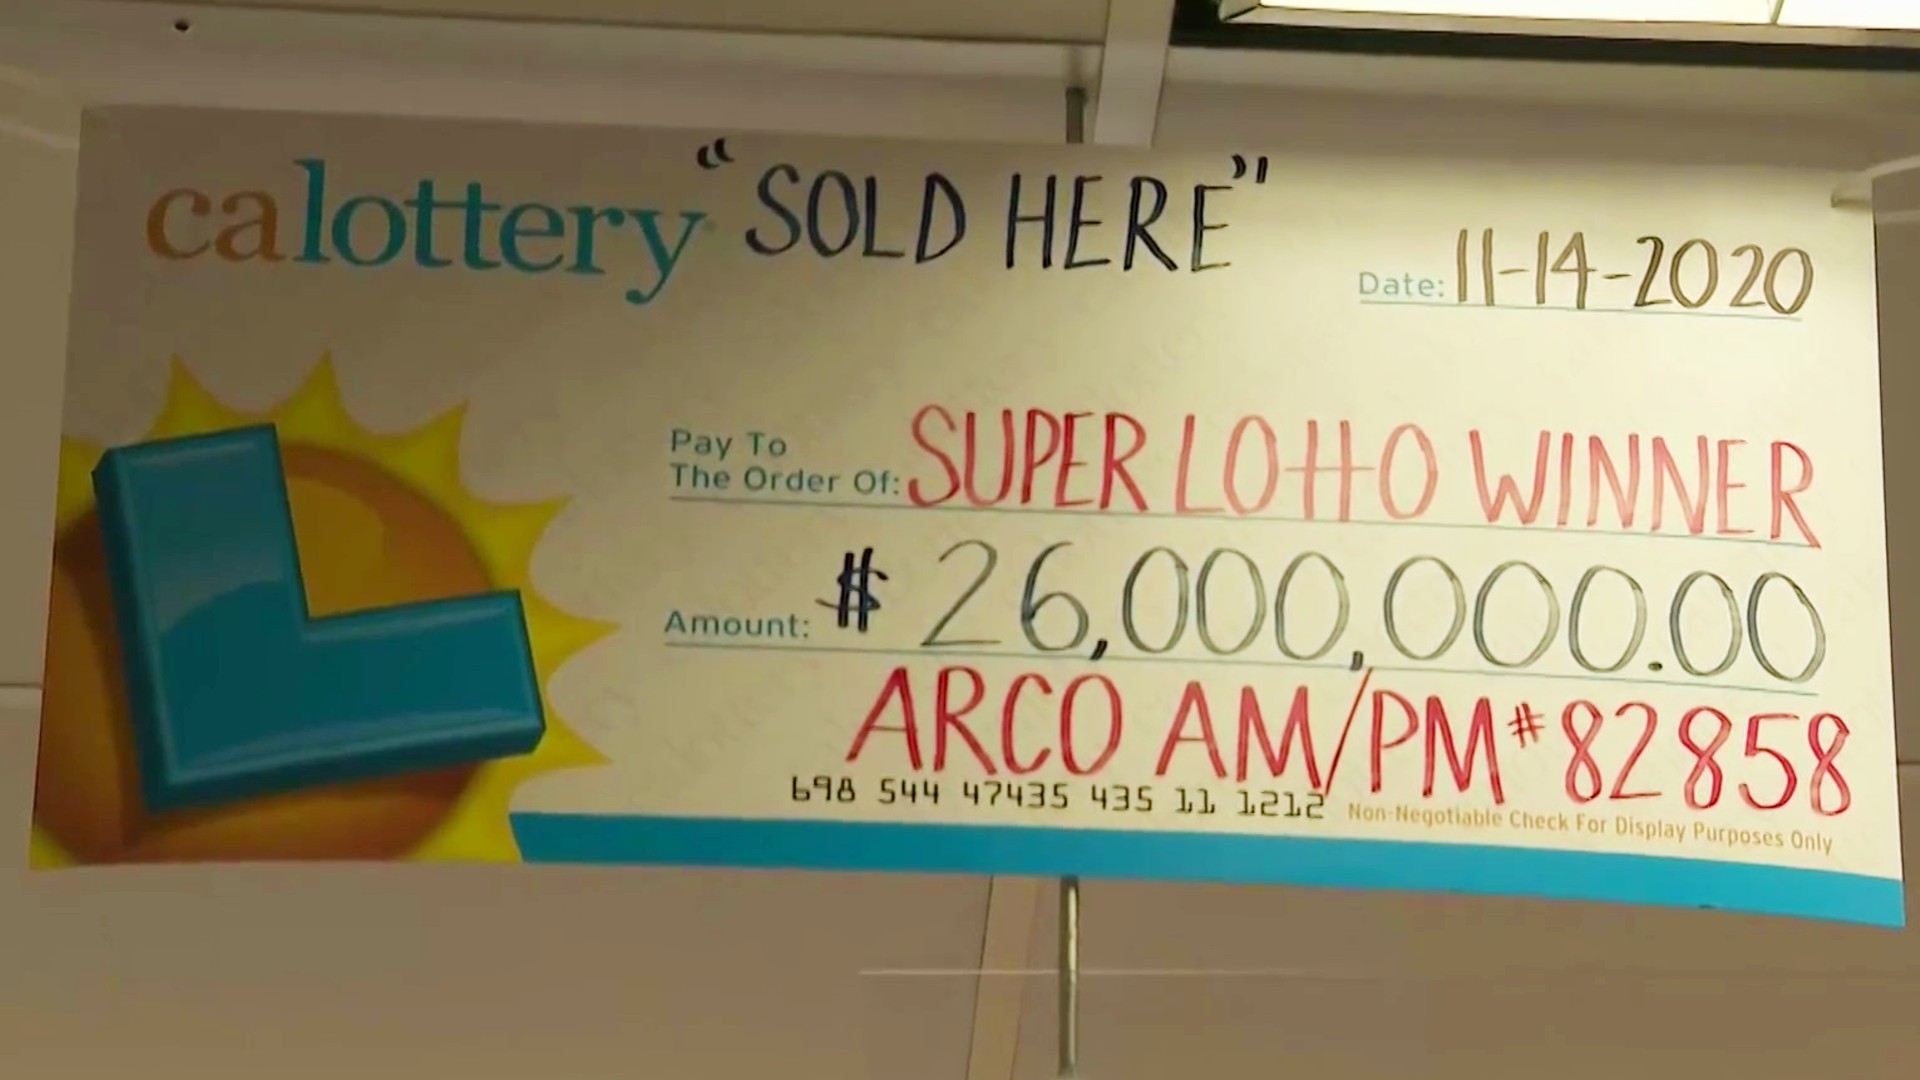 calottery "SOLD HERE"
Date: 11-14-2020
Pay To
The Order Of: SUPER LOTTO WINNER
Amount: $ 26,000,000.00
ARCO AM/PM #82858
698 544 47435 435 11 1212
Non-Negotiable Check For Display Purposes Only